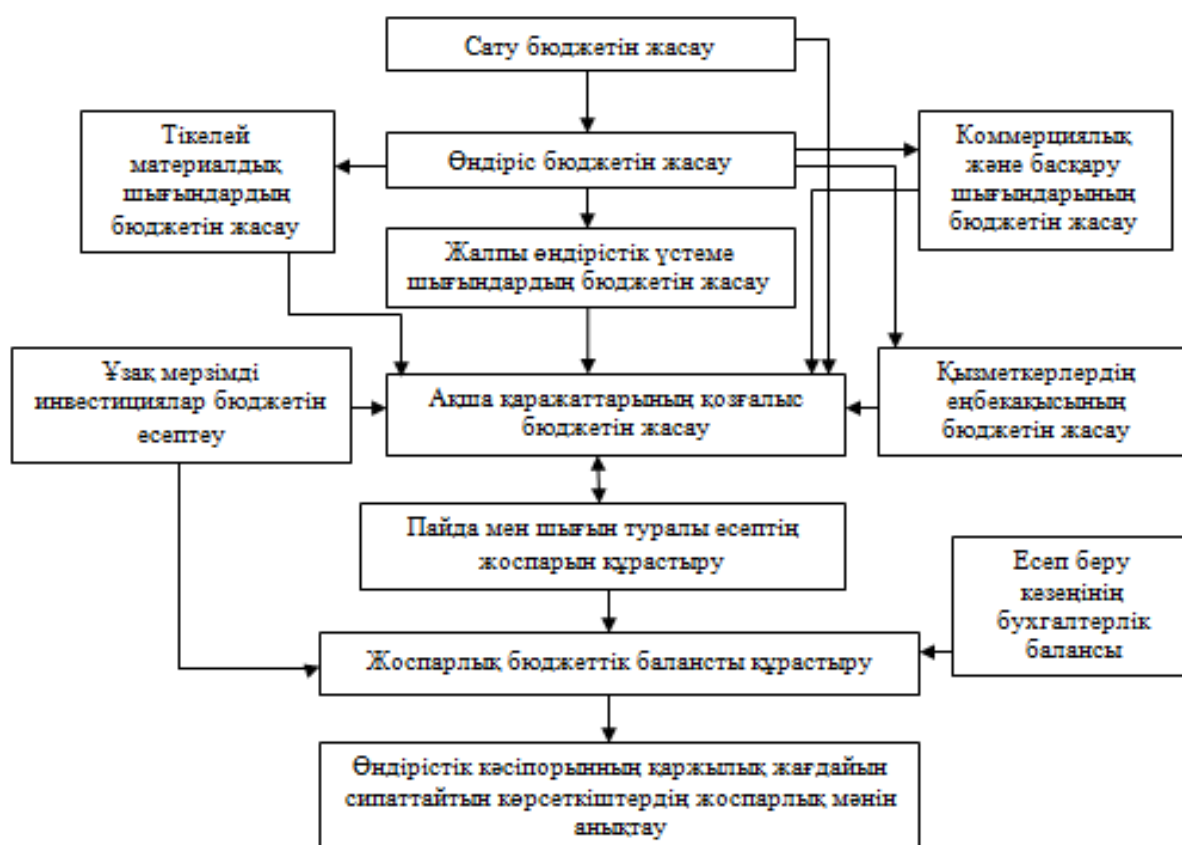 Сату бюджетін жасау
Тікелей
материалдық
шығындардың
бюджетін жасау
Өндіріс бюджетін жасау
Коммерциялық
және басқару
шығындарының
бюджетін жасау
Жалпы өндірістік үстеме
шығындардың бюджетін жасау
Ұзақ мерзімді
инвестициялар бюджетін
есептеу
Ақша қаражаттарының қозғалыс
бюджетін жасау
Қызметкерлердің
еңбекақысының
бюджетін жасау
Пайда мен шығын туралы есептің
жоспарын құрастыру
Есеп беру
кезеңінің
бухгалтерлік
балансы
Жоспарлық бюджеттік балансты құрастыру
Өндірістік кәсіпорынның қаржылық жағдайын
сипаттайтын көрсеткіштердің жоспарлық мәнін
анықтау